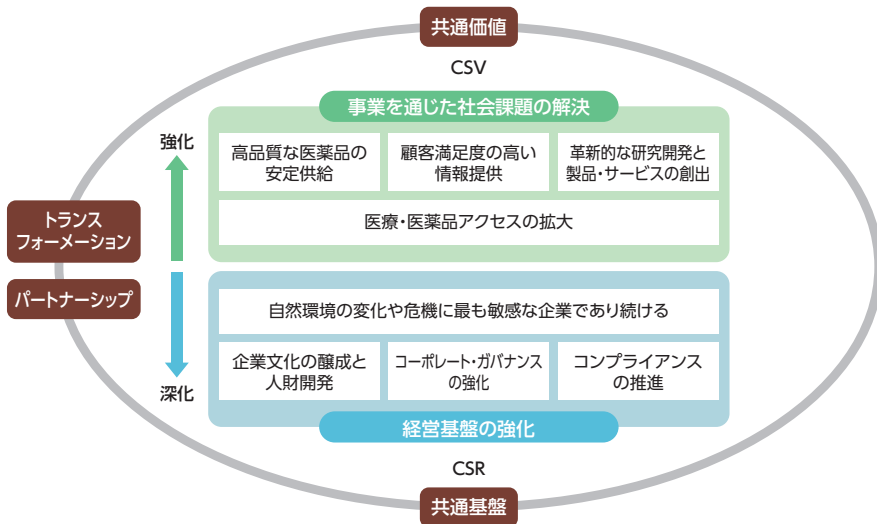 共通価値
CSV
事業を通じた社会課題の解決
強化
高品質な医薬品の
安定供給
顧客満足度の高い
情報提供
革新的な研究開発と
製品・サービスの創出
医療・医薬品アクセスの拡大
トランス
フォーメーション
パートナーシップ
自然環境の変化や危機に最も敏感な企業であり続ける
企業文化の醸成と
人財開発
コーポレート・ガバナンス
の強化
コンプライアンス
の推進
深化
経営基盤の強化
CSR
共通基盤